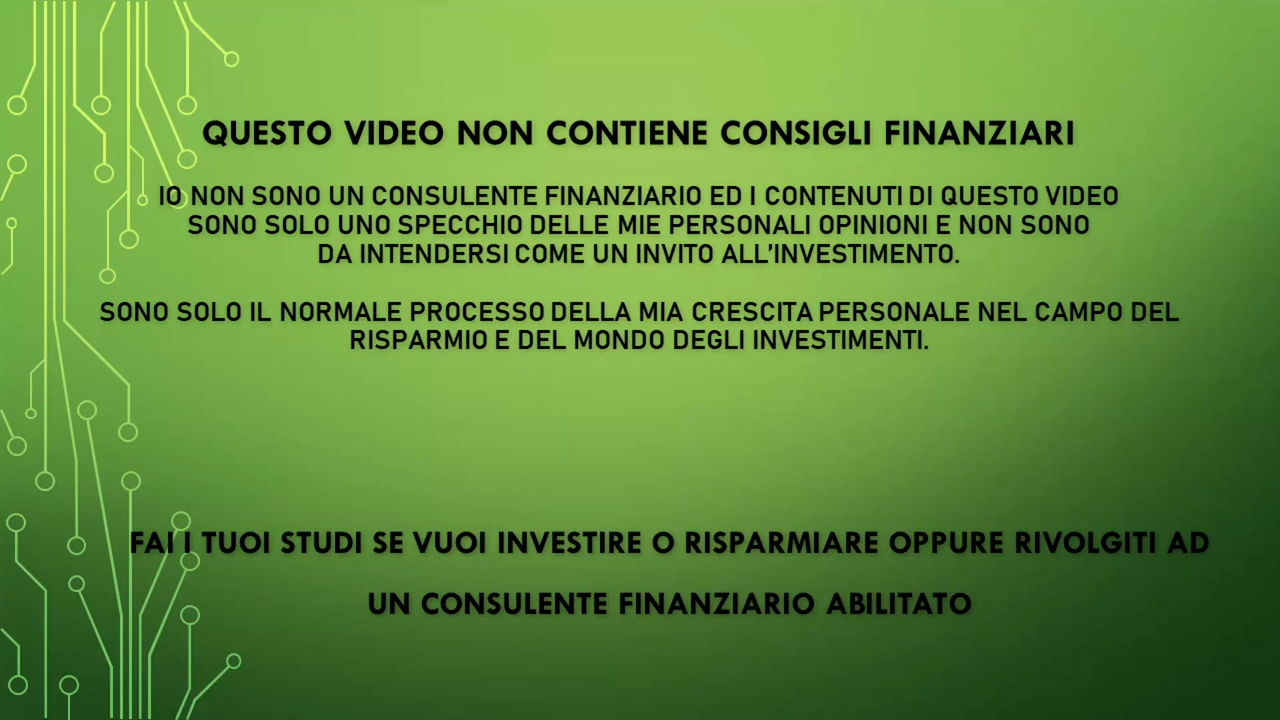 QUESTO VIDEO NON CONTIENE CONSIGLI FINANZIARI
IO NON SONO UN CONSULENTE FINANZIARIO ED I CONTENUTI DI QUESTO VIDEO
SONO SOLO UNO SPECCHIO DELLE MIE PERSONALI OPINIONI E NON SONO
DA INTENDERSI COME UN INVITO ALL'INVESTIMENTO.
SONO SOLO IL NORMALE PROCESSO DELLA MIA CRESCITA PERSONALE NEL CAMPO DEL
RISPARMIO E DEL MONDO DEGLI INVESTIMENTI.
FAI I TUOI STUDI SE VUOI INVESTIRE O RISPARMIARE OPPURE RIVOLGITI AD
UN CONSULENTE FINANZIARIO ABILITATO